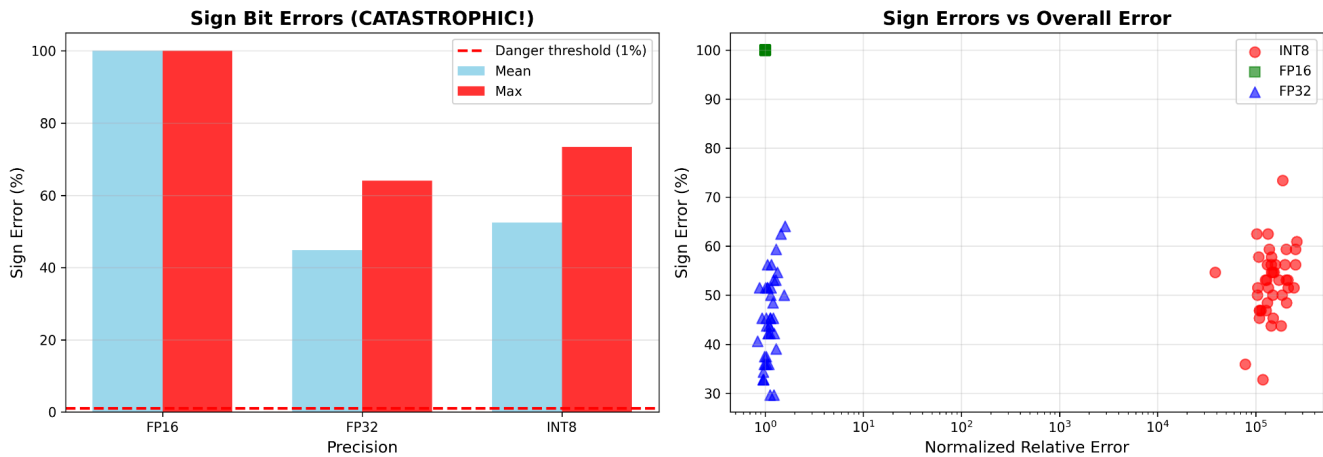 Sign Bit Errors (CATASTROPHIC!)
Sign Error (%)
100
80
60
40
20
0
Danger threshold (1%)
Mean
Max
FP16
FP32
INT8
Precision
Sign Errors vs Overall Error
Sign Error (%)
100
90
80
70
60
50
40
30
INT8
FP16
FP32
10⁰
10¹
10²
10³
10⁴
10⁵
Normalized Relative Error